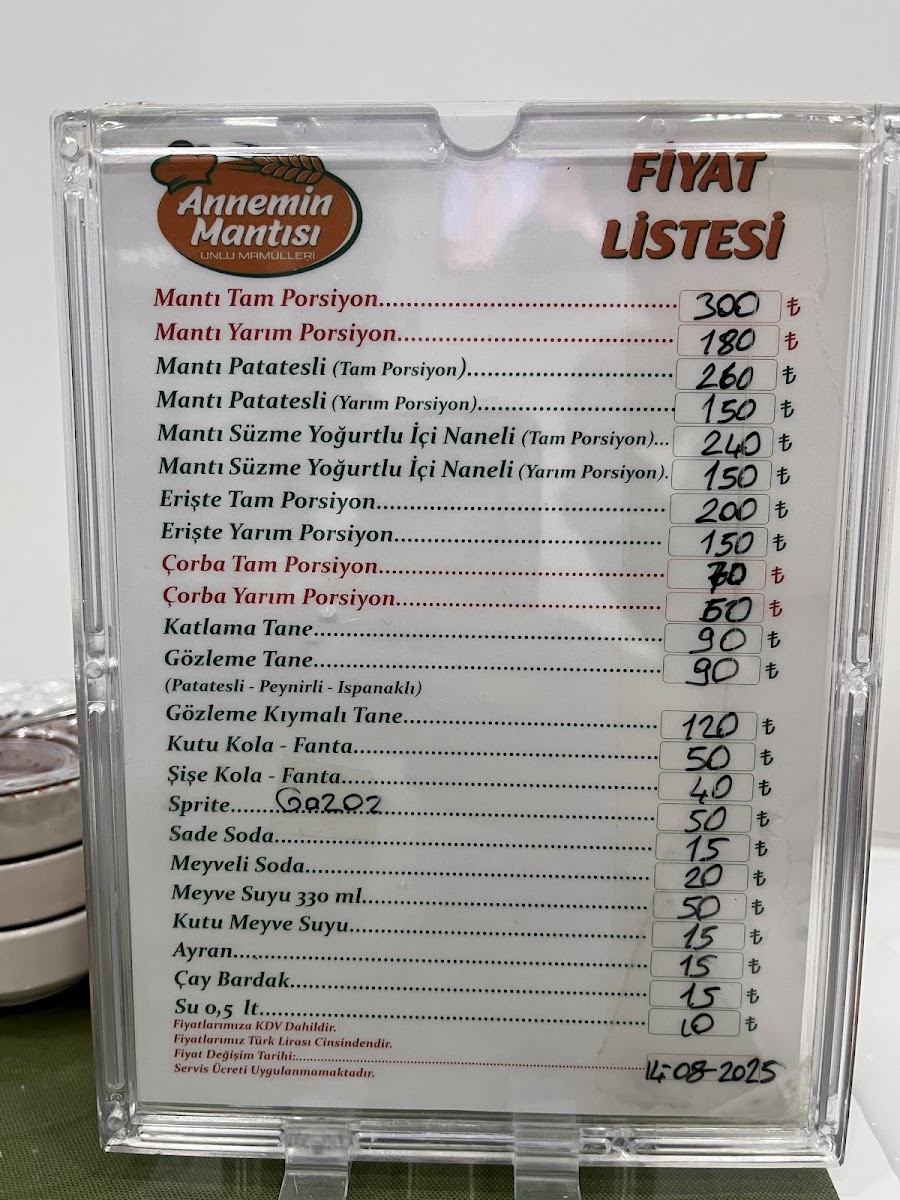 Annemin
Mantısı
UNLU MAMÜLLERİ
FİYAT
LİSTESİ
Mantı Tam Porsiyon........ 300 ₺
Mantı Yarım Porsiyon........ 180 ₺
Mantı Patatesli (Tam Porsiyon)........ 260 ₺
Mantı Patatesli (Yarım Porsiyon)........ 150 ₺
Mantı Süzme Yoğurtlu İçi Naneli (Tam Porsiyon)... 240 ₺
Mantı Süzme Yoğurtlu İçi Naneli (Yarım Porsiyon). 150 ₺
Erişte Tam Porsiyon........ 200 ₺
Erişte Yarım Porsiyon........ 150 ₺
Çorba Tam Porsiyon........ 70 ₺
Çorba Yarım Porsiyon........ 50 ₺
Katlama Tane........ 90 ₺
Gözleme Tane........ 90 ₺
(Patatesli - Peynirli - Ispanaklı)
Gözleme Kıymalı Tane........ 120 ₺
Kutu Kola - Fanta........ 50 ₺
Şişe Kola - Fanta........ 40 ₺
Sprite...... Gazoz ........ 50 ₺
Sade Soda........ 15 ₺
Meyveli Soda........ 20 ₺
Meyve Suyu 330 ml........ 50 ₺
Kutu Meyve Suyu........ 15 ₺
Ayran........ 15 ₺
Çay Bardak........ 15 ₺
Su 0,5 lt........ 10 ₺
Fiyatlarımıza KDV Dahildir.
Fiyatlarımız Türk Lirası Cinsindendir.
Fiyat Değişim Tarihi:........ 14-08-2025
Servis Ücreti Uygulanmamaktadır.